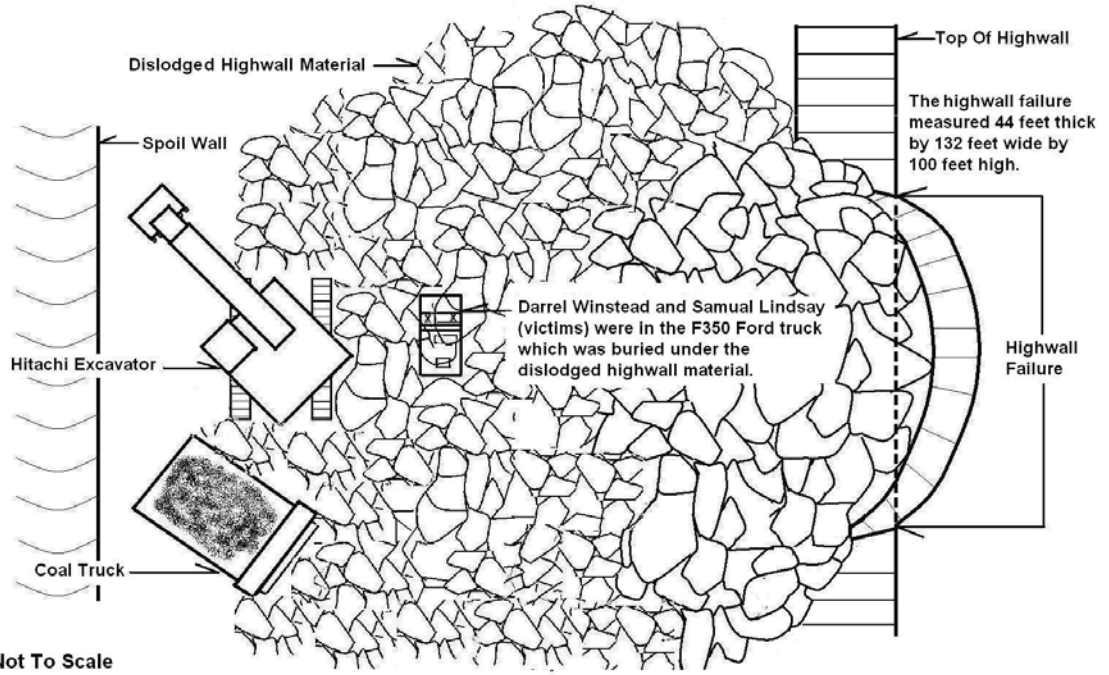 Top Of Highwall
Dislodged Highwall Material
The highwall failure
measured 44 feet thick
by 132 feet wide by
100 feet high.
Spoil Wall
Darrel Winstead and Samual Lindsay
(victims) were in the F350 Ford truck
which was buried under the
dislodged highwall material.
Highwall
Failure
Hitachi Excavator
Coal Truck
Not To Scale